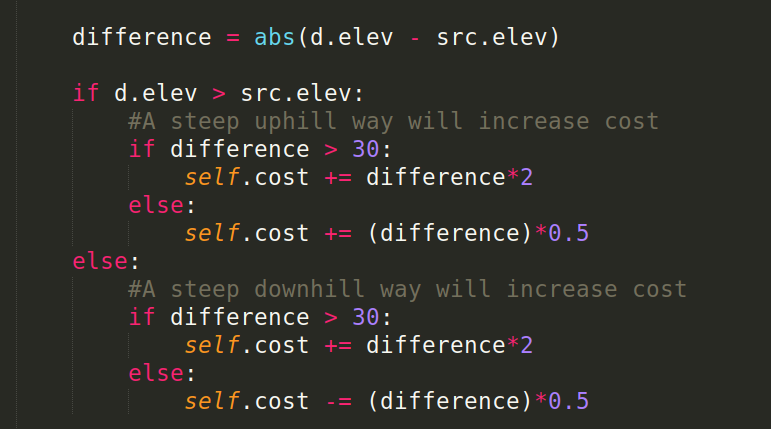 difference = abs(d.elev - src.elev)
if d.elev > src.elev:
#A steep uphill way will increase cost
if difference > 30:
self.cost += difference*2
else:
self.cost += (difference)*0.5
else:
#A steep downhill way will increase cost
if difference > 30:
self.cost += difference*2
else:
self.cost -= (difference)*0.5